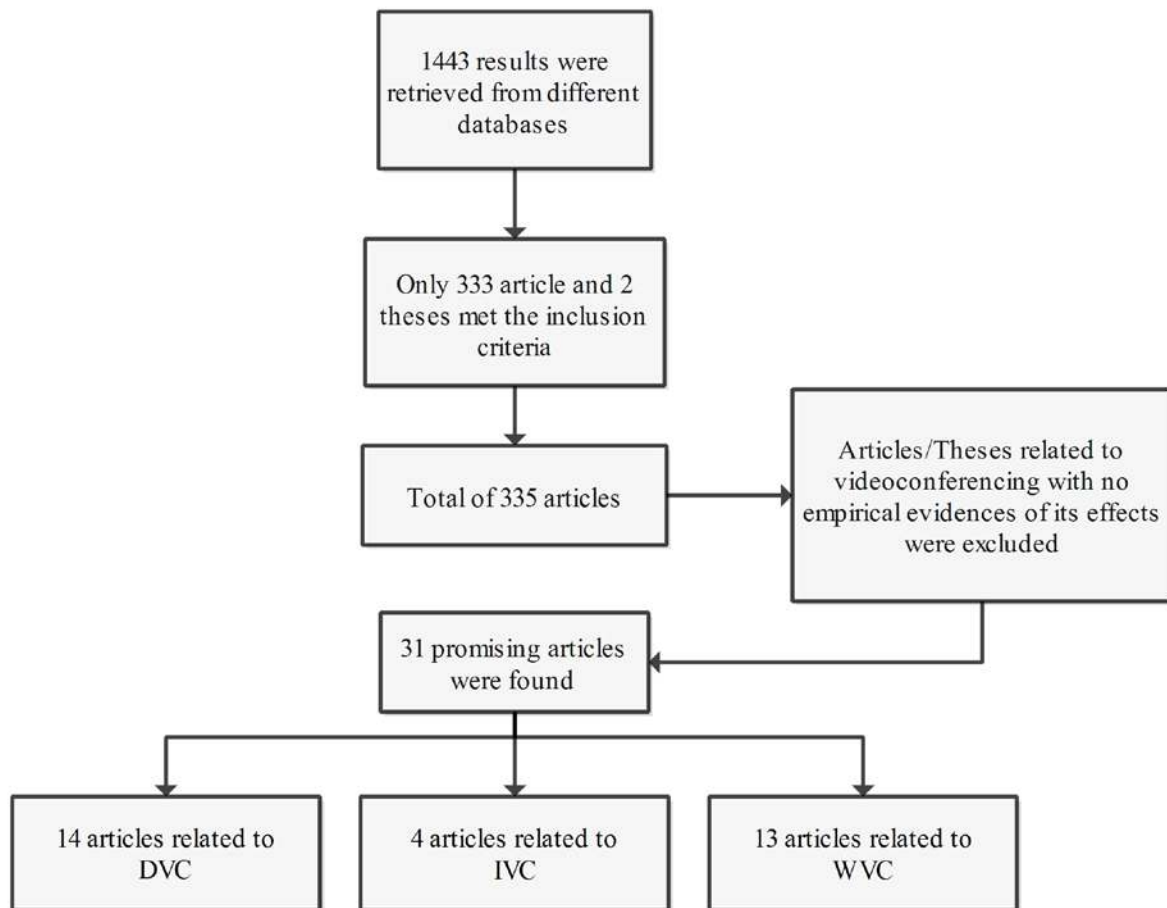 1443 results were
retrieved from different
databases
Only 333 article and 2
theses met the inclusion
criteria
Total of 335 articles
Articles/Theses related to
videoconferencing with no
empirical evidences of its effects
were excluded
31 promising articles
were found
14 articles related to
DVC
4 articles related to
IVC
13 articles related to
WVC